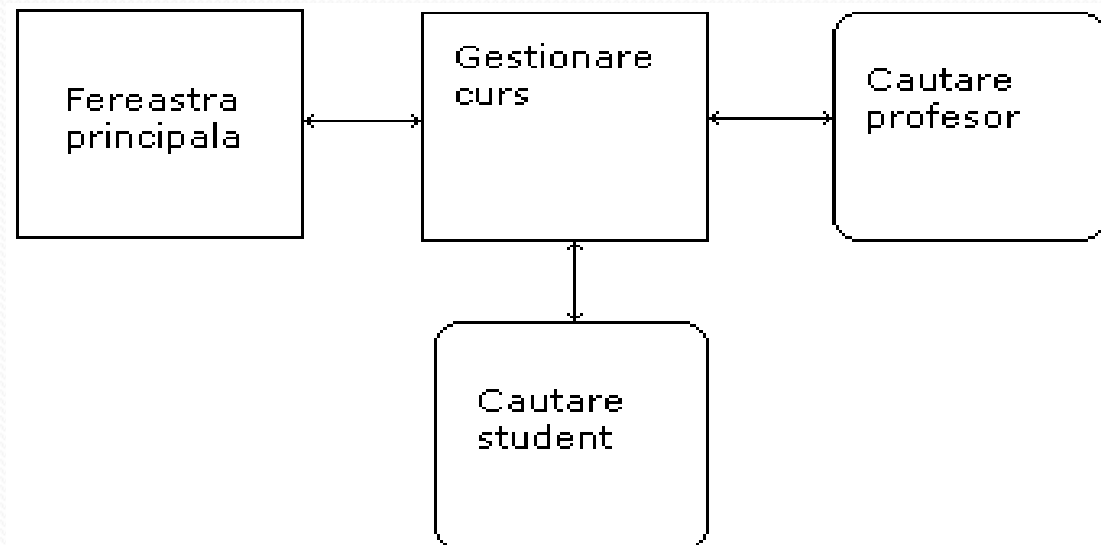 Fereastra
principala
Gestionare
curs
Cautare
profesor
Cautare
student